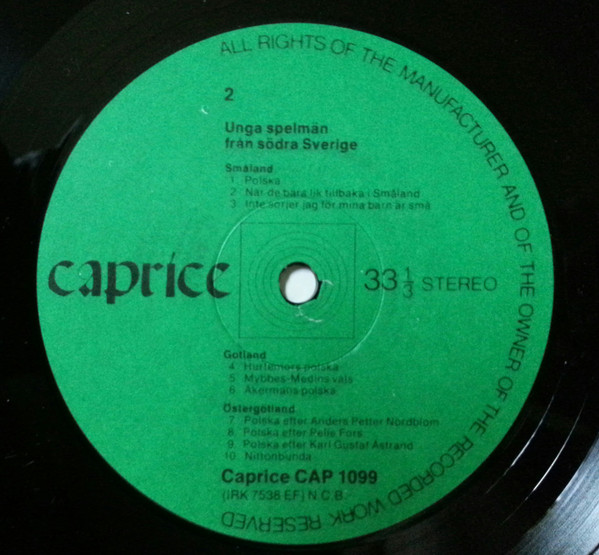 ALL RIGHTS OF THE MANUFACTURER AND OF THE OWNER OF THE RECORDED WORK RESERVED
2
Unga spelmän
från södra Sverige
Småland
1. Polska
2 När de bära lik tillbaka i Småland
3. Inte sörjer jag för mina barn är små
caprice
33 1/3 STEREO
Gotland
4 polska
5 Mybbes-Medins vals
6 Åkermans polska
Östergötland
7 Polska efter Anders Petter Nordblom
8. Polska efter Pelle Fors
9. Polska efter Karl Gustaf Åstrand
10. Nittonbunda
Caprice CAP 1099
(IRK 7536 EF) N.C.B.